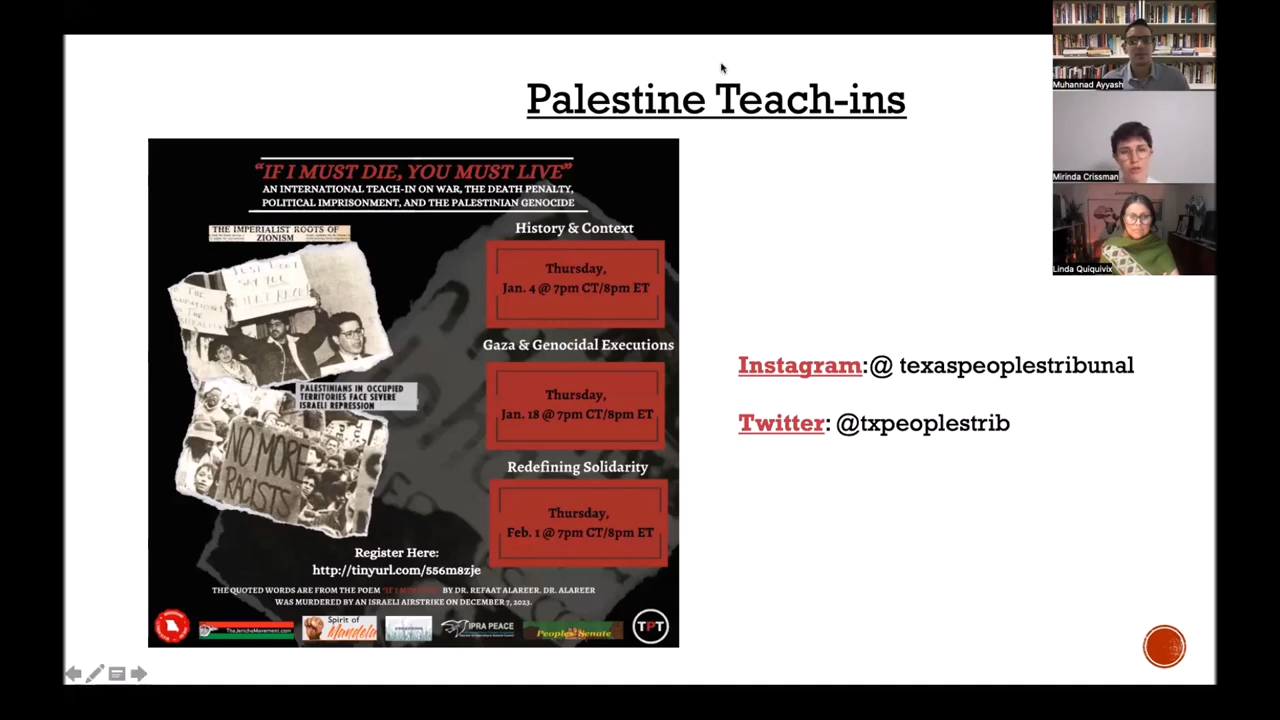 Palestine Teach-ins
“IF I MUST DIE, YOU MUST LIVE”
AN INTERNATIONAL TEACH-IN ON WAR, THE DEATH PENALTY,
POLITICAL IMPRISONMENT, AND THE PALESTINIAN GENOCIDE
THE IMPERIALIST ROOTS OF
ZIONISM
PALESTINIANS IN OCCUPIED
TERRITORIES FACE SEVERE
ISRAELI REPRESSION
NO MORE
RACISTS
History & Context
Thursday,
Jan. 4 @ 7pm CT/8pm ET
Gaza & Genocidal Executions
Thursday,
Jan. 18 @ 7pm CT/8pm ET
Redefining Solidarity
Thursday,
Feb. 1 @ 7pm CT/8pm ET
Register Here:
http://tinyurl.com/556m8zje
THE QUOTED WORDS ARE FROM THE POEM "IF I MUST DIE" BY DR. REFAAT ALAREER. DR. ALAREER
WAS MURDERED BY AN ISRAELI AIRSTRIKE ON DECEMBER 7, 2023.
TheJerichoMovement.com
Spirit of
Mandela
IPRA PEACE
Peoples' Senate
TPT
Instagram:@ texaspeoplestribunal
Twitter: @txpeoplestrib
Muhannad Ayyash
Mirinda Crissman
Linda Quiquivix